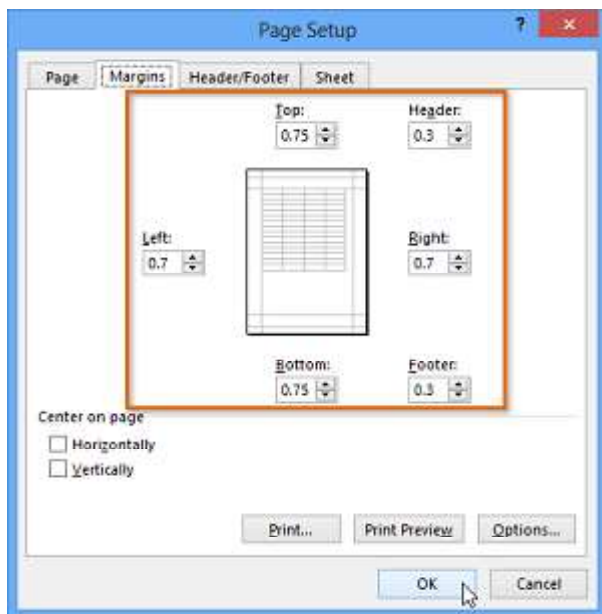 Page Setup ?
Page Margins Header/Footer Sheet
Top: Header:
0.75 0.3
Left: Right:
0.7 0.7
Bottom: Footer:
0.75 0.3
Center on page
Horizontally
Vertically
Print... Print Preview Options...
OK Cancel